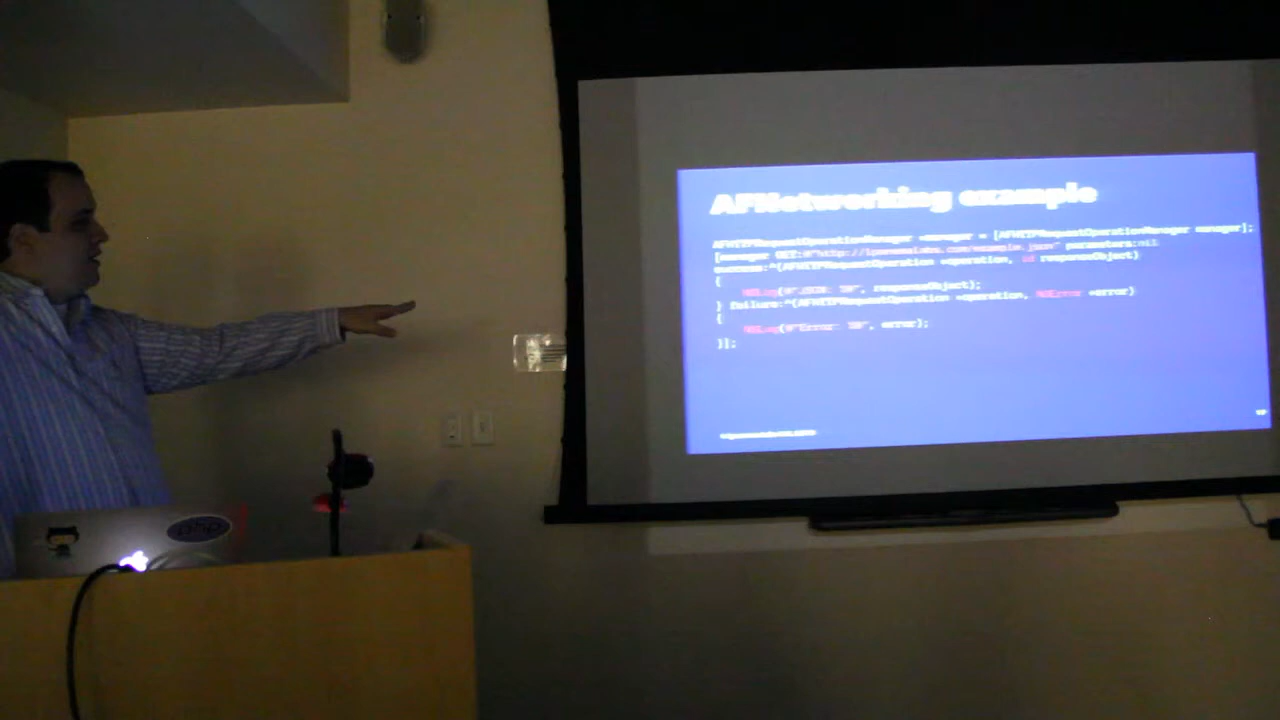 AFNetworking example
AFHTTPRequestOperationManager *manager = [AFHTTPRequestOperationManager manager];
[manager GET:@" parameters:nil
success:^(AFHTTPRequestOperation *operation, id responseObject)
{
NSLog(@"JSON: %@", responseObject);
} failure:^(AFHTTPRequestOperation *operation, NSError *error)
{
NSLog(@"Error: %@", error);
}];
php